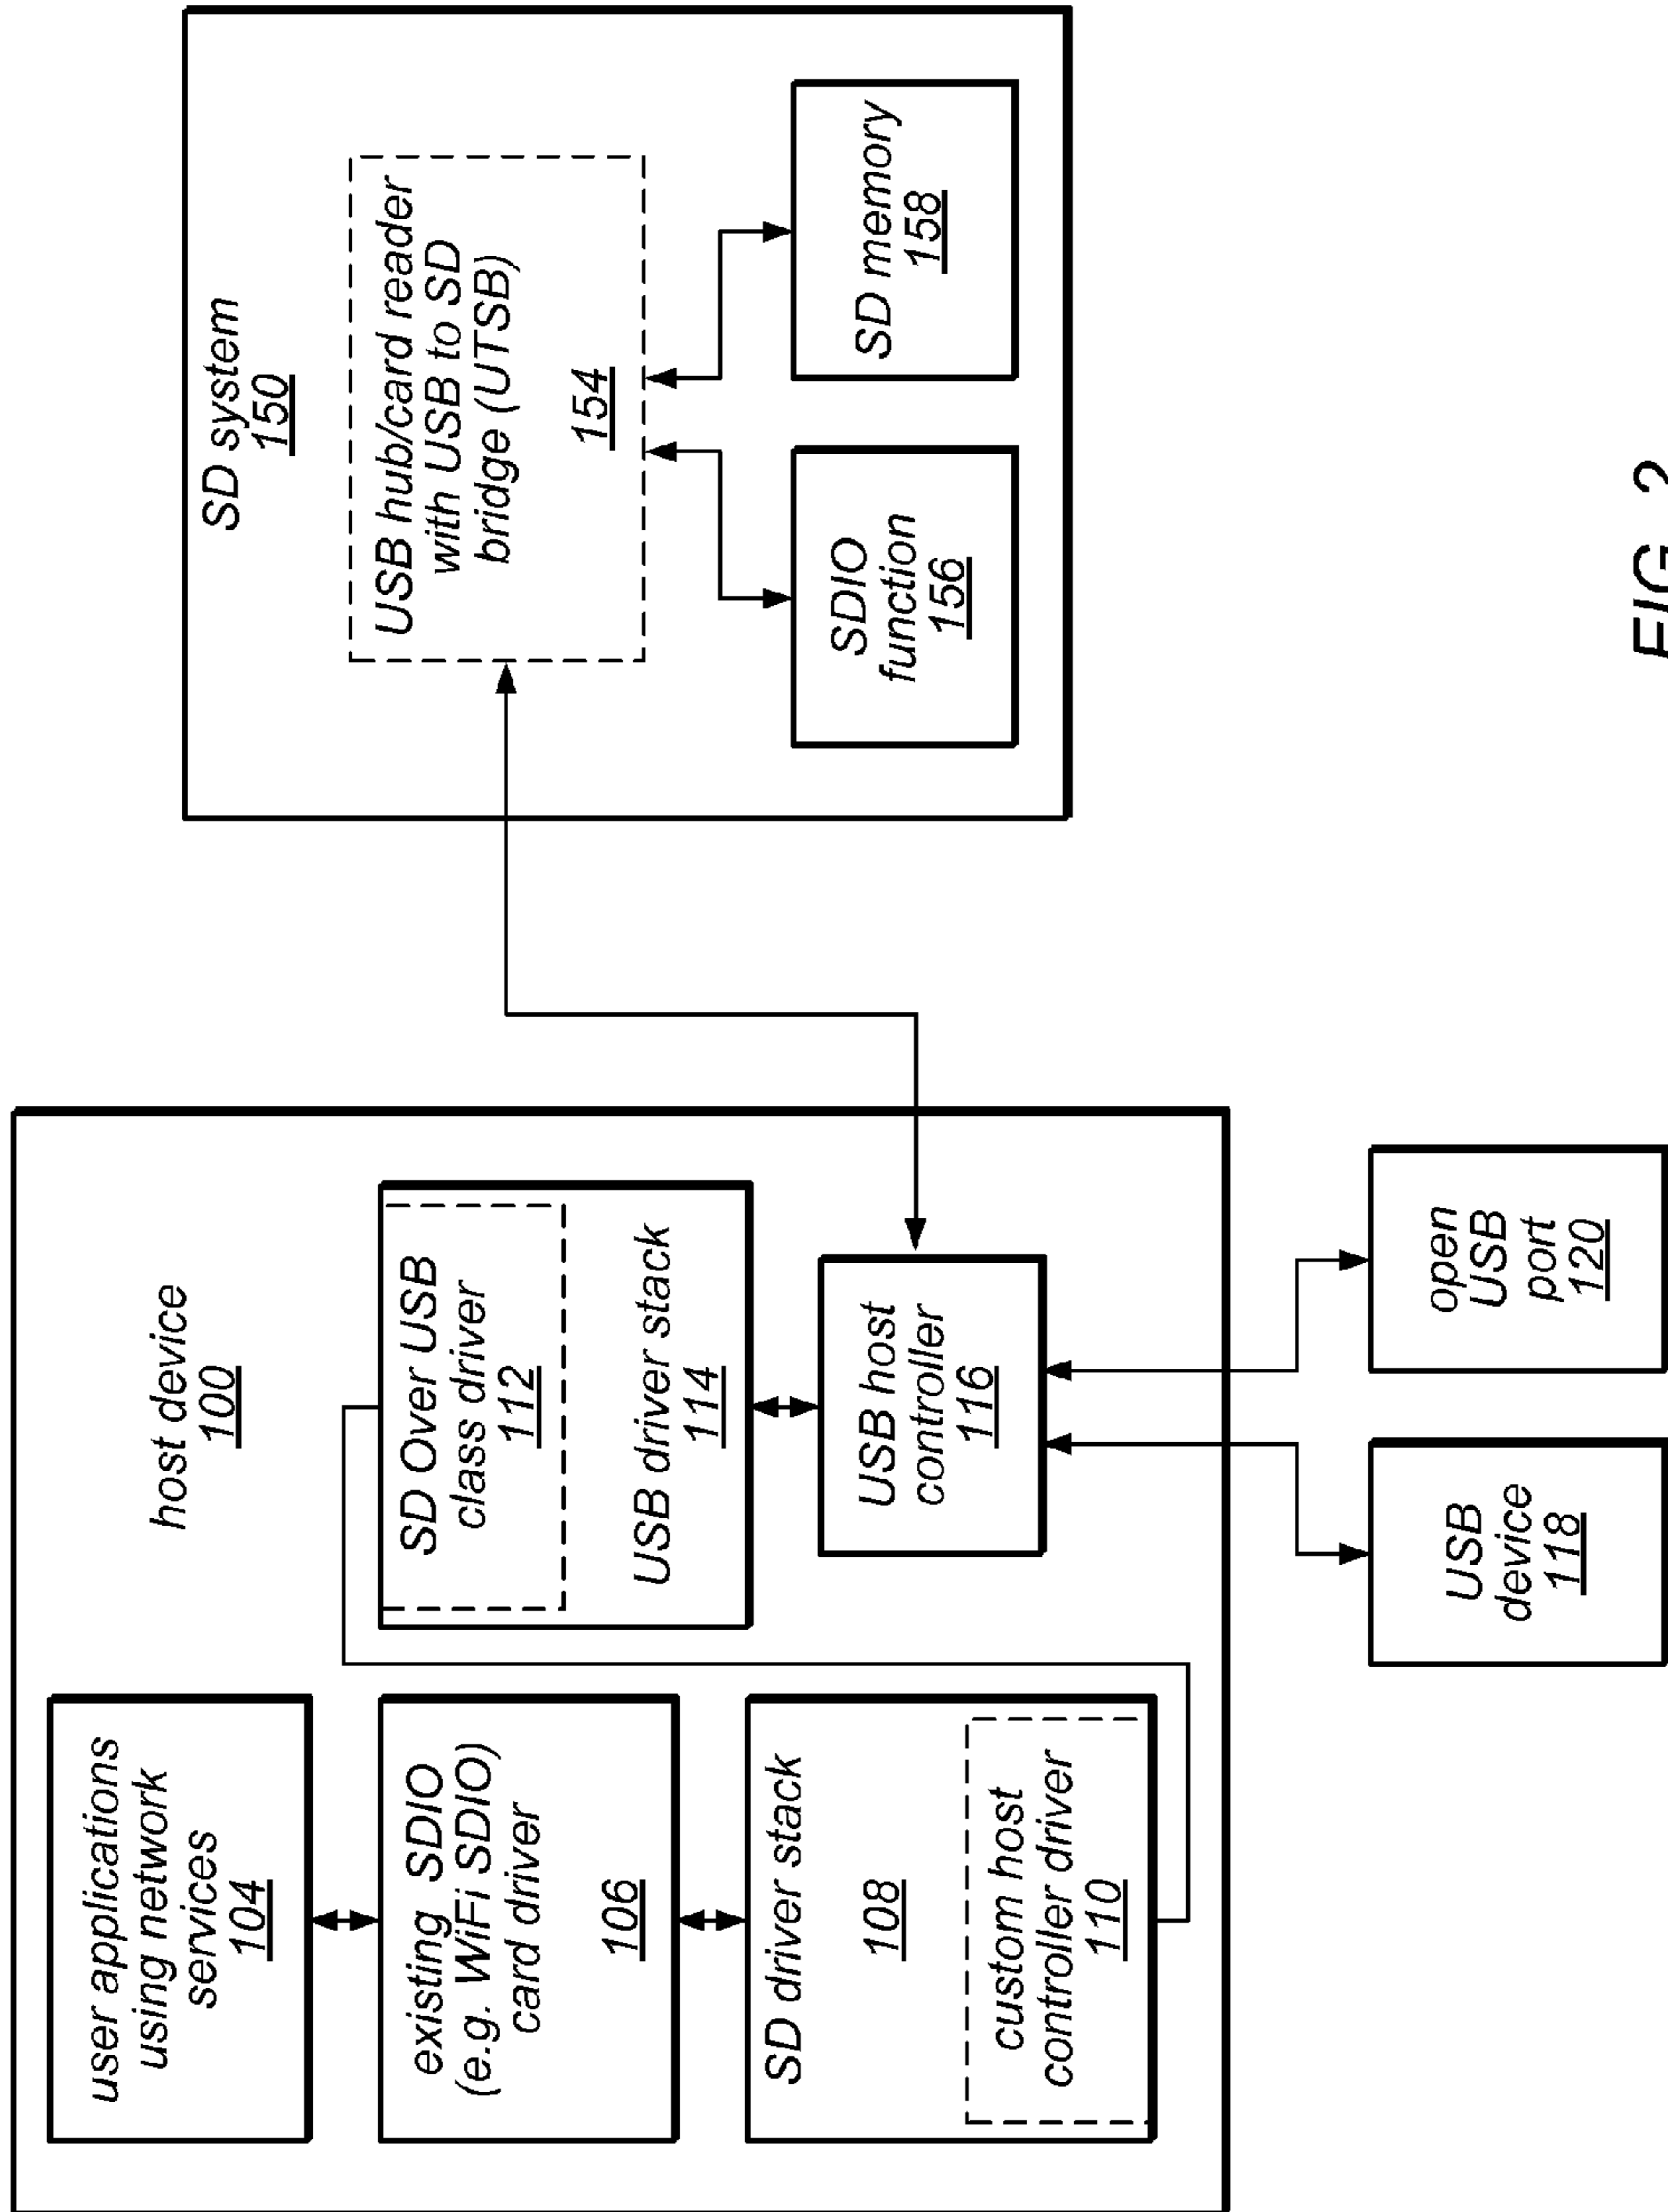 user applications
using network
services
104
existing SDIO
(e.g. WiFi SDIO)
card driver
106
SD driver stack
108
custom host
controller driver
110
host device
100
SD Over USB
class driver
112
USB driver stack
114
USB host
controller
116
USB
device
118
open
USB
port
120
SD system
150
USB hub/card reader
with USB to SD
bridge (UTSB)
154
SDIO
function
156
SD memory
158
FIG. 2